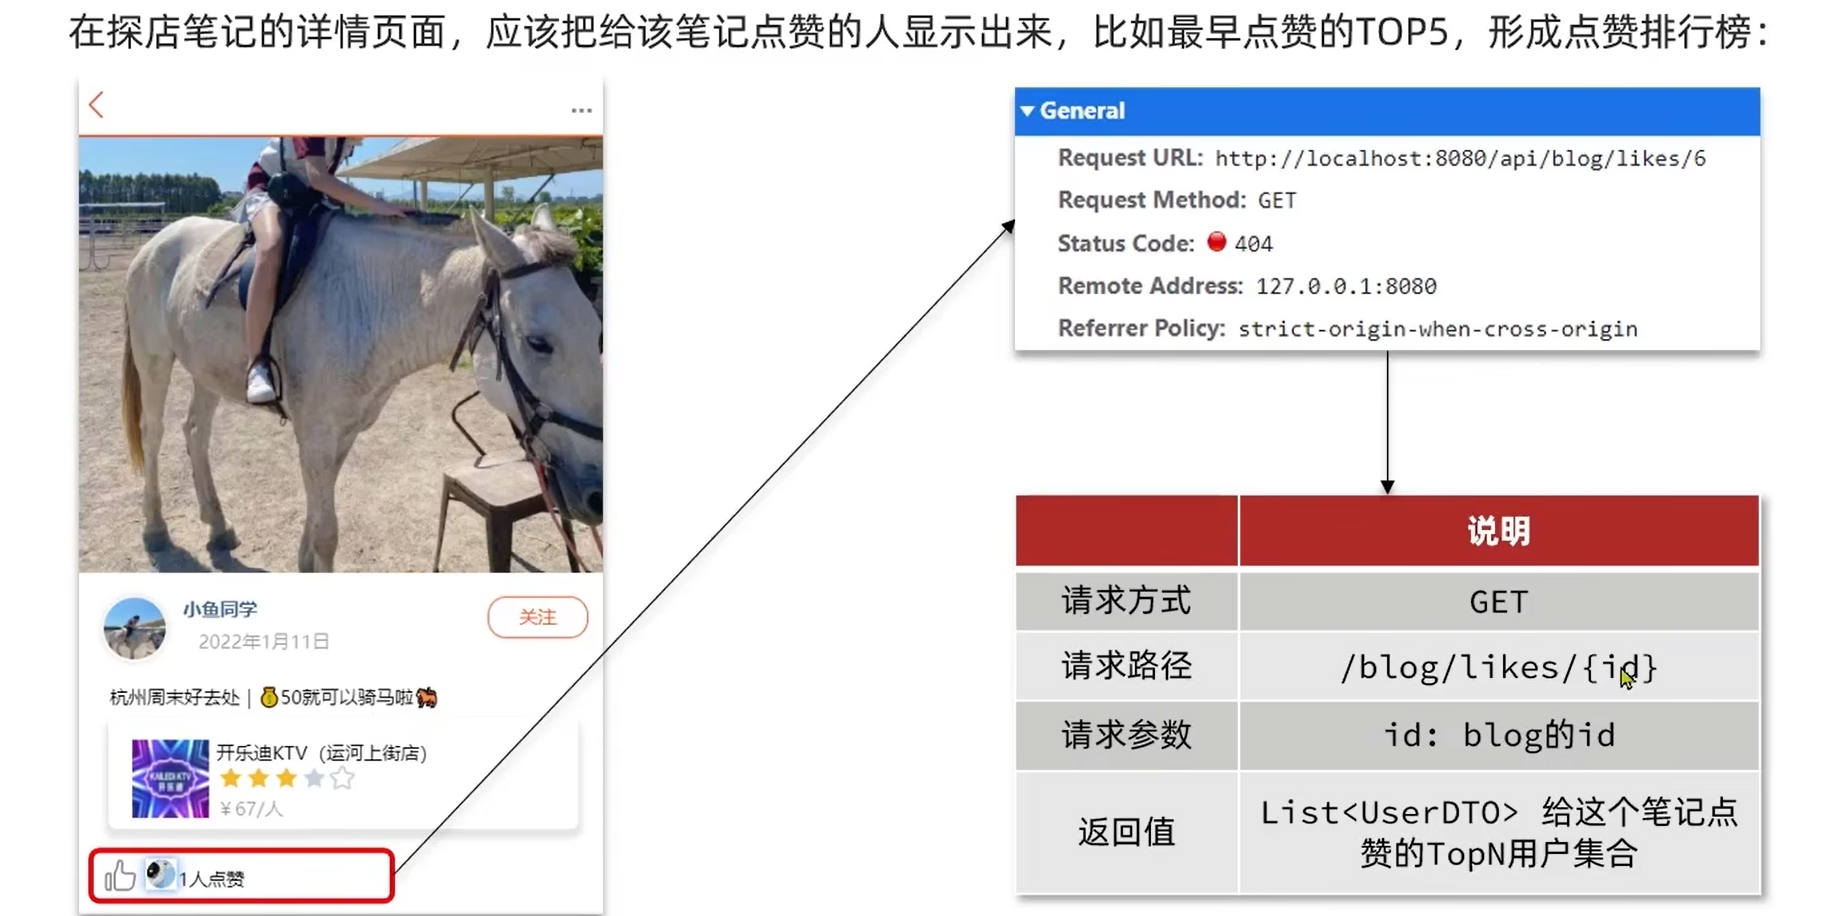 在探店笔记的详情页面，应该把给该笔记点赞的人显示出来，比如最早点赞的TOP5，形成点赞排行�：
...
小鱼同学
2022年1月11日
关注
杭州周末好去处 | 💰50就可以骑马啦🐎
KAILEDI KTV
开乐迪
开乐迪KTV（运河上街店）
￥67/人
1人点赞
General
Request URL: http://localhost:8080/api/blog/likes/6
Request Method: GET
Status Code: 404
Remote Address: 127.0.0.1:8080
Referrer Policy: strict-origin-when-cross-origin
说明
请求方式 GET
请求路径 /blog/likes/{id}
请求参数 id: blog的id
返回值 List<UserDTO> 给这个笔记点
赞的TopN用户集合